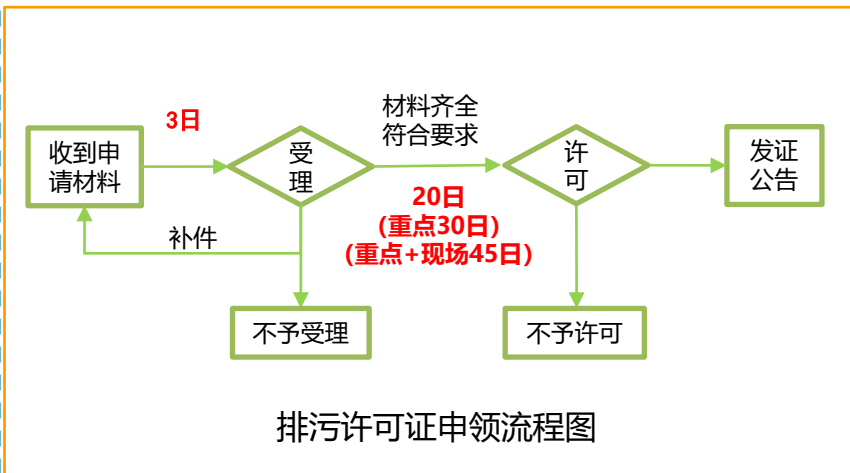 收到申
请材料
3日
受
理
材料齐全
符合要求
20日
(重点30日)
(重点+现场45日)
许
可
发证
公告
补件
不予受理
不予许可
排污许可证申领流程图